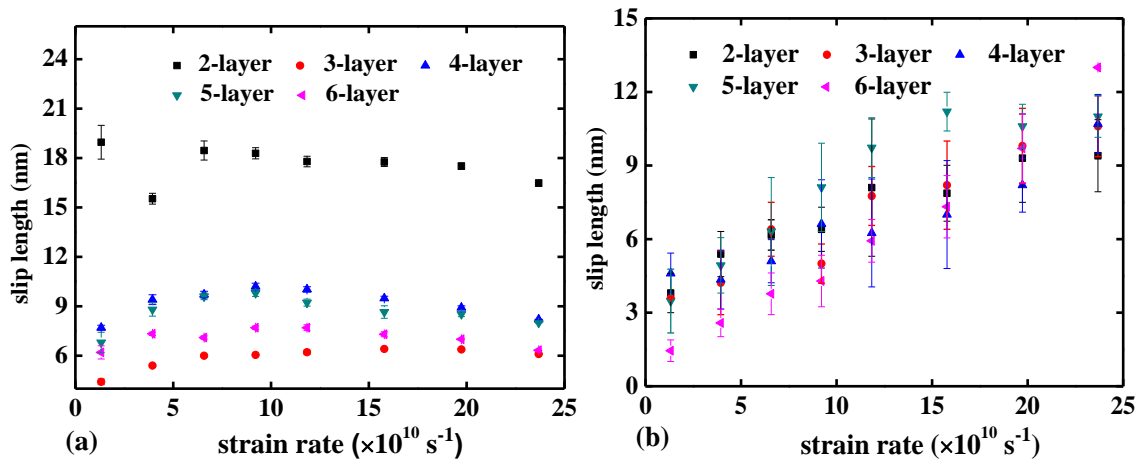 24
21
18
15
12
9
6
slip length (nm)
2-layer 3-layer 4-layer
5-layer 6-layer
0 5 10 15 20 25
(a) strain rate (×10¹⁰ s⁻¹)
15
12
9
6
3
0
slip length (nm)
2-layer 3-layer 4-layer
5-layer 6-layer
0 5 10 15 20 25
(b) strain rate (×10¹⁰ s⁻¹)